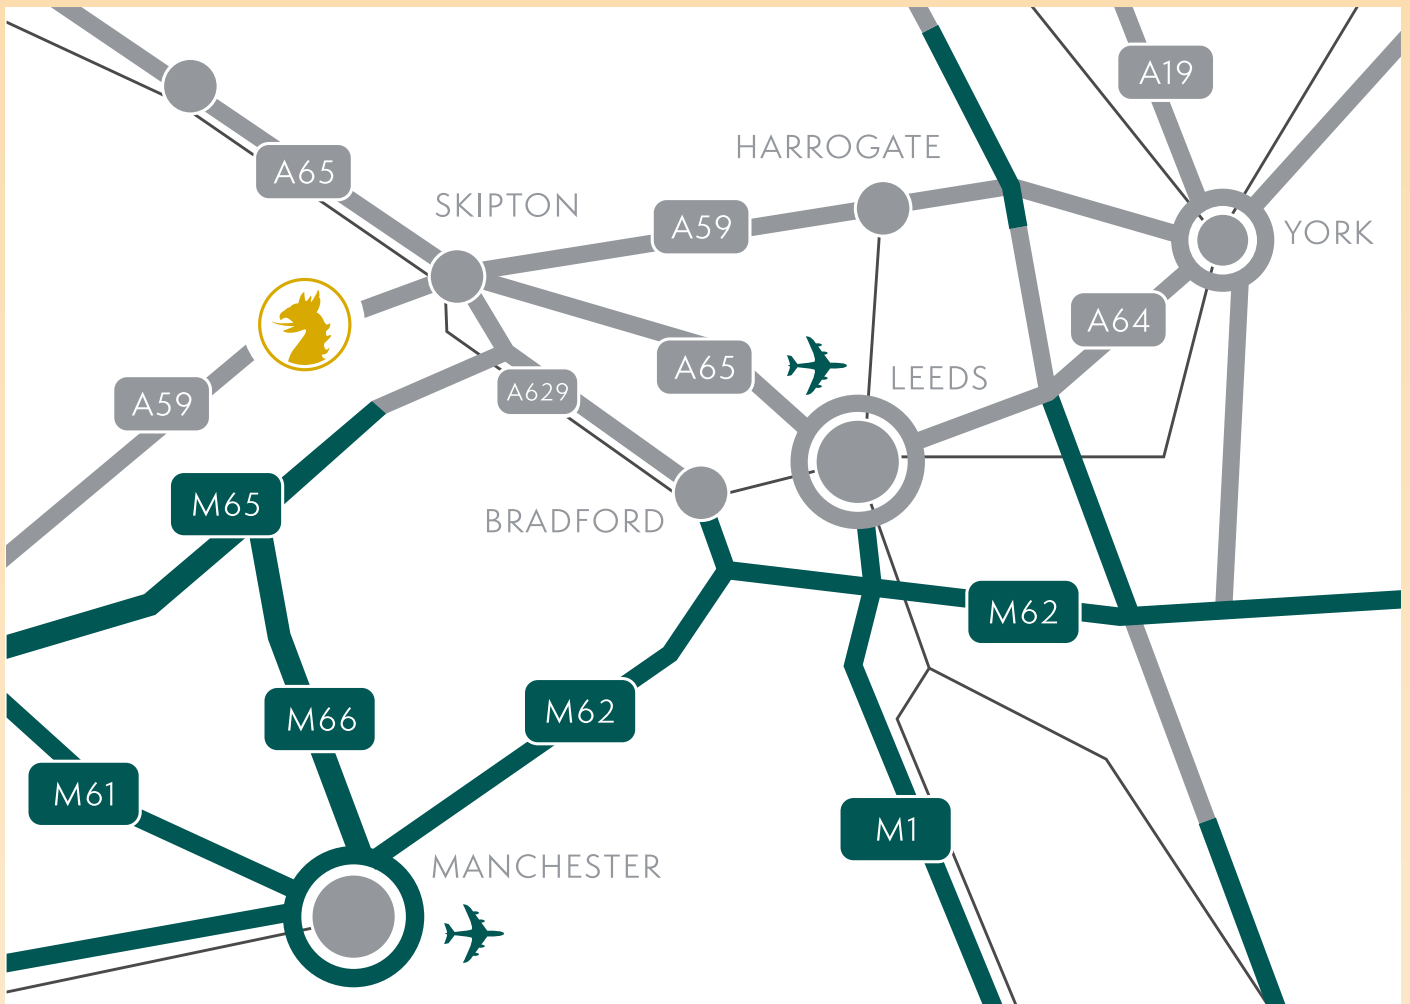 A19
HARROGATE
A65
SKIPTON
A59
YORK
A64
A65
LEEDS
A629
A59
M65
BRADFORD
M62
M66
M62
M61
M1
MANCHESTER